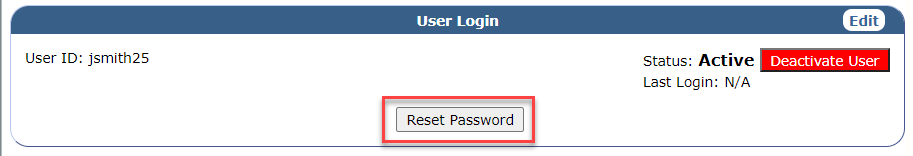 User Login
Edit
User ID: jsmith25
Status: Active Deactivate User
Last Login: N/A
Reset Password